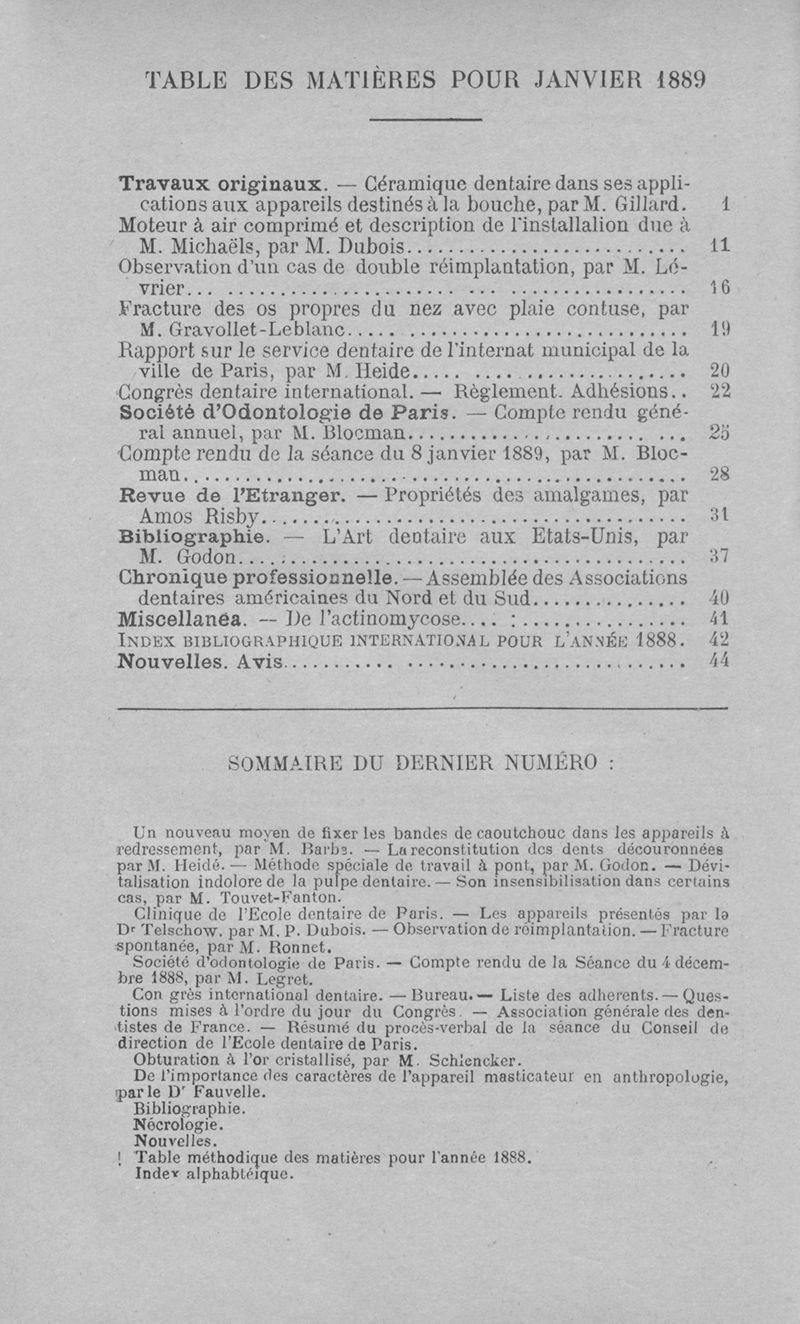 TABLE DES MATIÈRES POUR JANVIER 1889
Travaux originaux. — Céramique dentaire dans ses appli-
cations aux appareils destinés à la bouche, par M. Gillard. 1
Moteur à air comprimé et description de l'installalion due à
M. Michaëls, par M. Dubois........................... 11
Observation d'un cas de double réimplantation, par M. Lé-
vrier................................................ 16
Fracture des os propres du nez avec plaie contuse, par
M. Gravollet-Leblanc................................. 19
Rapport sur le service dentaire de l'internat municipal de la
ville de Paris, par M. Heide......................... 20
Congrès dentaire international. — Règlement. Adhésions.. 22
Société d'Odontologie de Paris. — Compte rendu géné-
ral annuel, par M. Blocman........................... 25
Compte rendu de la séance du 8 janvier 1889, par M. Bloc-
man.................................................. 28
Revue de l'Etranger. — Propriétés des amalgames, par
Amos Risby........................................... 31
Bibliographie. — L'Art dentaire aux Etats-Unis, par
M. Godon............................................. 37
Chronique professionnelle. — Assemblée des Associations
dentaires américaines du Nord et du Sud.............. 40
Miscellanéa. — De l'actinomycose.... :................ 41
INDEX BIBLIOGRAPHIQUE INTERNATIONAL POUR L'ANNÉE 1888. 42
Nouvelles. Avis...................................... 44
SOMMAIRE DU DERNIER NUMÉRO :
Un nouveau moyen de fixer les bandes de caoutchouc dans les appareils à
redressement, par M. Barbe. — La reconstitution des dents découronnées
par M. Heidé. — Méthode spéciale de travail à pont, par M. Godon. — Dévi-
talisation indolore de la pulpe dentaire. — Son insensibilisation dans certains
cas, par M. Touvet-Fanton.
Clinique de l'Ecole dentaire de Paris. — Les appareils présentés par le
Dr Telschow, par M. P. Dubois. — Observation de réimplantation. — Fracture
spontanée, par M. Ronnet.
Société d'odontologie de Paris. — Compte rendu de la Séance du 4 décem-
bre 1888, par M. Legret.
Con grès international dentaire. — Bureau. — Liste des adherents. — Ques-
tions mises à l'ordre du jour du Congrès. — Association générale des den-
tistes de France. — Résumé du procès-verbal de la séance du Conseil de
direction de l'Ecole dentaire de Paris.
Obturation à l'or cristallisé, par M. Schlencker.
De l'importance des caractères de l'appareil masticateur en anthropologie,
par le Dr Fauvelle.
Bibliographie.
Nécrologie.
Nouvelles.
! Table méthodique des matières pour l'année 1888.
Index alphabtéique.